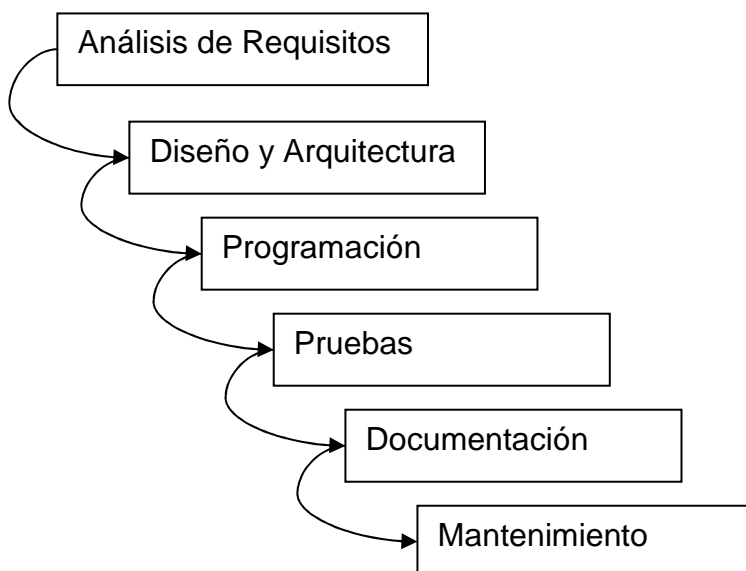 Análisis de Requisitos
Diseño y Arquitectura
Programación
Pruebas
Documentación
Mantenimiento